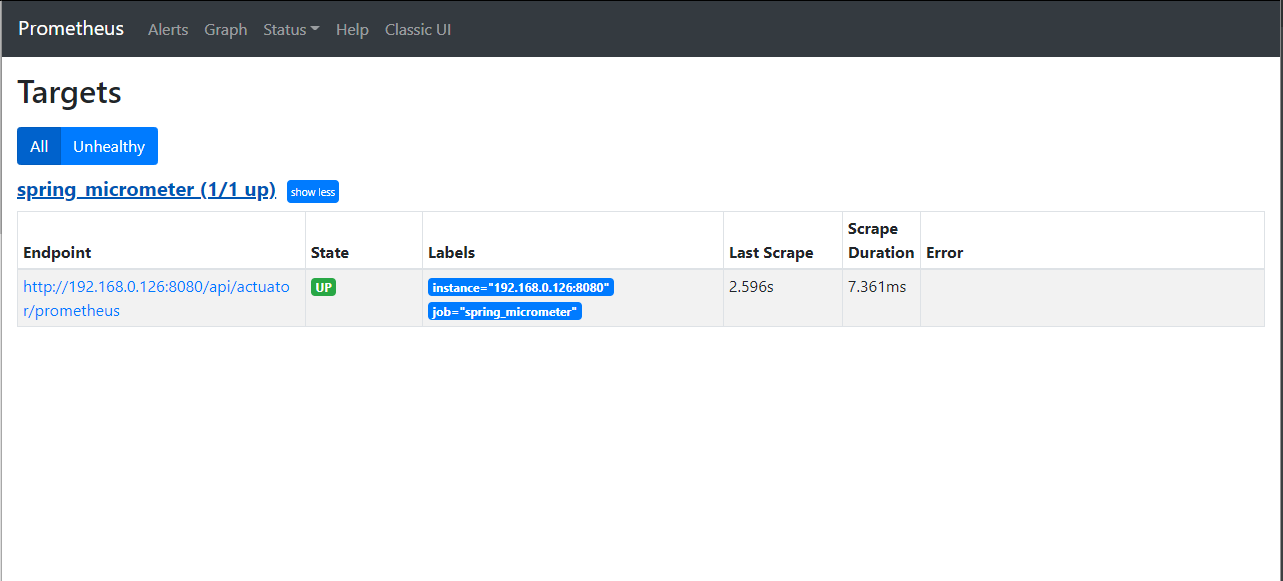 Prometheus Alerts Graph Status Help Classic UI
Targets
All Unhealthy
spring_micrometer (1/1 up) show less
Endpoint State Labels Last Scrape Scrape Duration Error
http://192.168.0.126:8080/api/actuato
r/prometheus
UP
instance="192.168.0.126:8080"
job="spring_micrometer"
2.596s
7.361ms